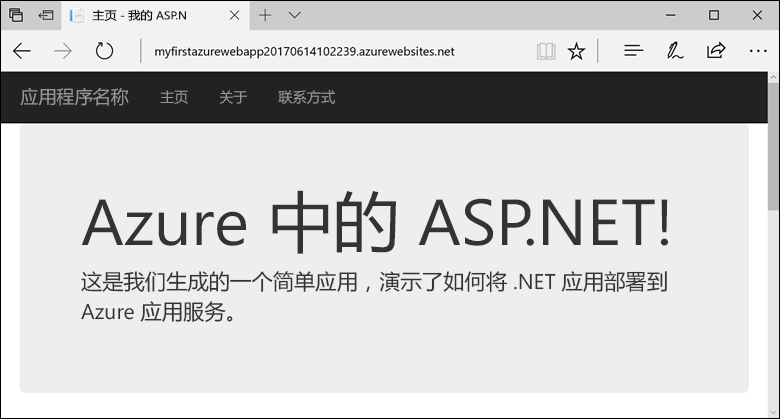 主页 - 我的 ASP.N
myfirstazurewebapp20170614102239.azurewebsites.net
应用程序名称 主页 关于 联系方式
Azure 中的 ASP.NET!
这是我们生成的一个简单应用，演示了如何将 .NET 应用部署到
Azure 应用服务。